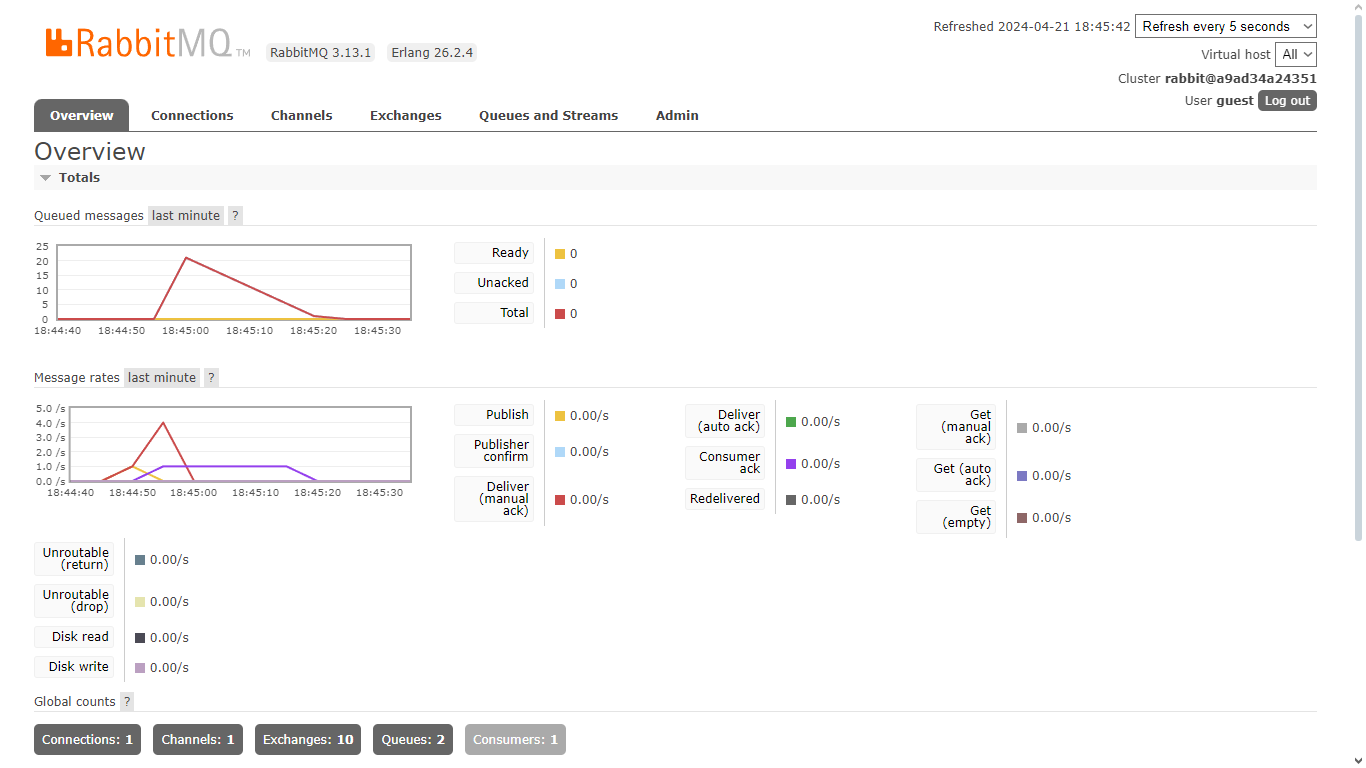 RabbitMQ TM RabbitMQ 3.13.1 Erlang 26.2.4
Refreshed 2024-04-21 18:45:42 Refresh every 5 seconds
Virtual host All
Cluster rabbit@a9ad34a24351
User guest Log out
Overview Connections Channels Exchanges Queues and Streams Admin
Overview
Totals
Queued messages last minute ?
25
20
15
10
5
0
18:44:40 18:44:50 18:45:00 18:45:10 18:45:20 18:45:30
Ready 0
Unacked 0
Total 0
Message rates last minute ?
5.0 /s
4.0 /s
3.0 /s
2.0 /s
1.0 /s
0.0 /s
18:44:40 18:44:50 18:45:00 18:45:10 18:45:20 18:45:30
Publish 0.00/s
Publisher
confirm 0.00/s
Deliver
(manual
ack) 0.00/s
Deliver
(auto ack) 0.00/s
Consumer
ack 0.00/s
Redelivered 0.00/s
Get
(manual
ack) 0.00/s
Get (auto
ack) 0.00/s
Get
(empty) 0.00/s
Unroutable
(return) 0.00/s
Unroutable
(drop) 0.00/s
Disk read 0.00/s
Disk write 0.00/s
Global counts ?
Connections: 1 Channels: 1 Exchanges: 10 Queues: 2 Consumers: 1